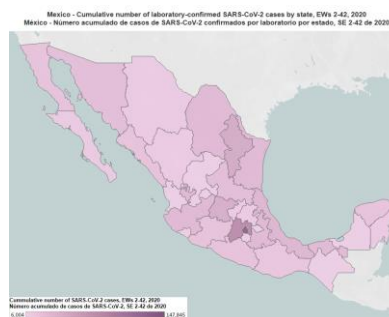 Mexico - Cumulative number of laboratory-confirmed SARS-CoV-2 cases by state, EWs 2-42, 2020
México - Número acumulado de casos de SARS-CoV-2 confirmados por laboratorio por estado, SE 2-42 de 2020
Cummulative number of SARS-CoV-2 cases, EWs 2-42, 2020
Número acumulado de casos de SARS-CoV-2, SE 2-42 de 2020
6,004 147,845